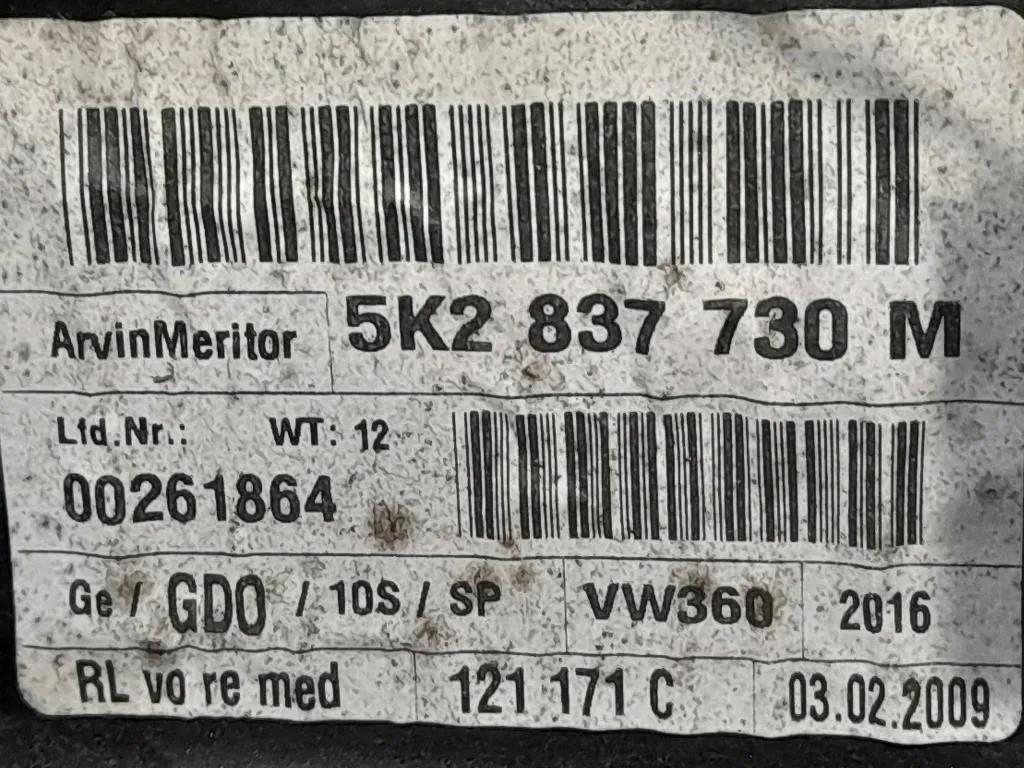 ArvinMeritor 5K2 837 730 M
Lfd.Nr.: WT: 12
00261864
Ge / GDO / 10S / SP VW360 2016
RL vo re med 121 171 C 03.02.2009